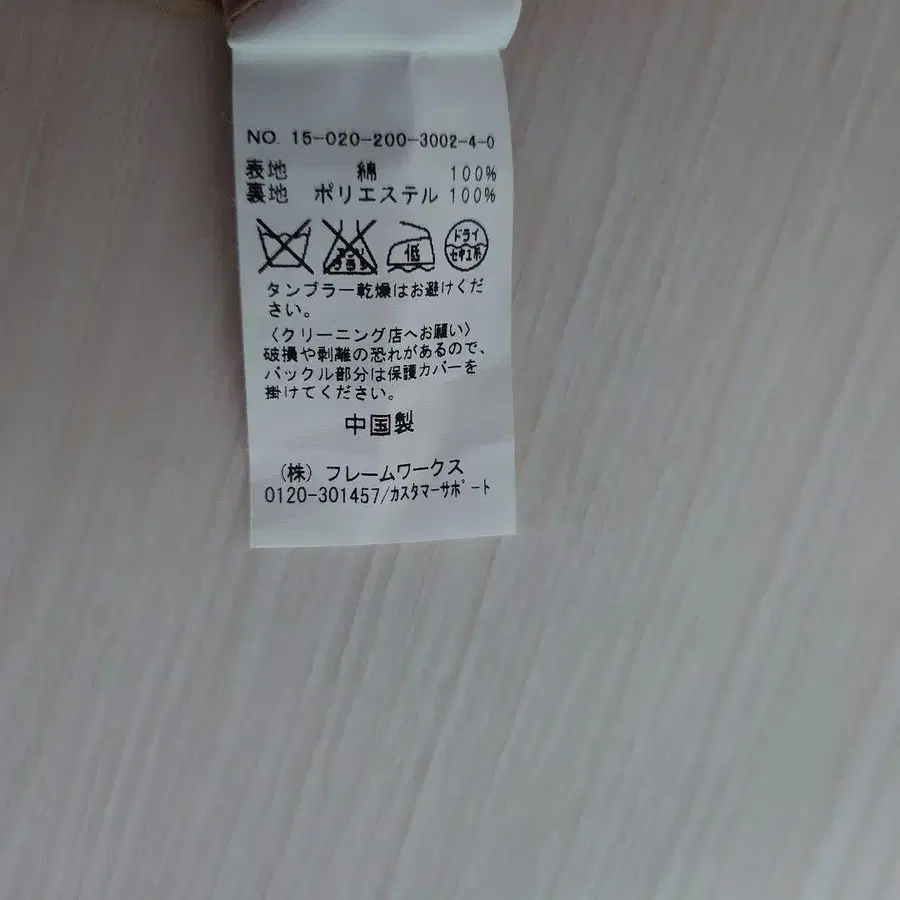 NO. 15-020-200-3002-4-0
表地 綿 100%
裏地 ポリエステル 100%
低
ドライ
セキユ系
タンブラー乾燥はお避けくだ
さい。
〈クリーニング店へお願い〉
破損や剥離の恐れがあるので、
バックル部分は保護カバーを
掛けてください。
中国製
(株) フレームワークス
0120-301457/カスタマーサポート